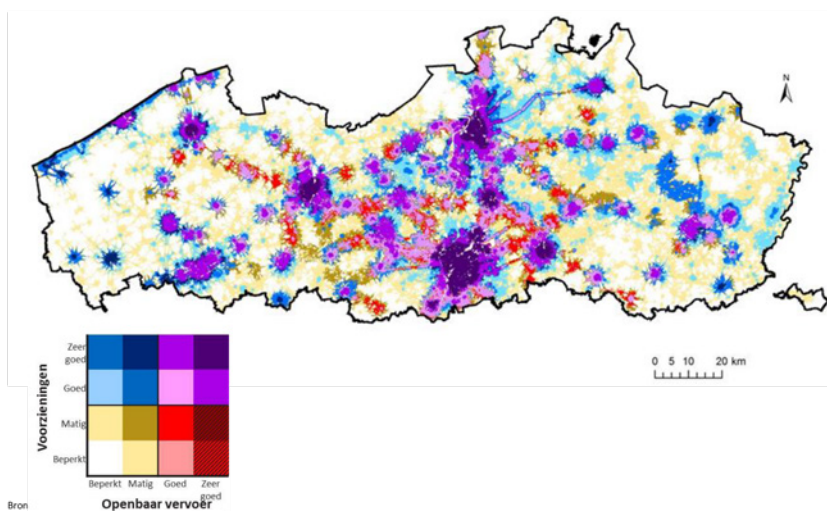 N
0 5 10 20 km
Voorzieningen
Zeer
goed
Goed
Matig
Beperkt
Beperkt Matig Goed Zeer
goed
Openbaar vervoer
Bron